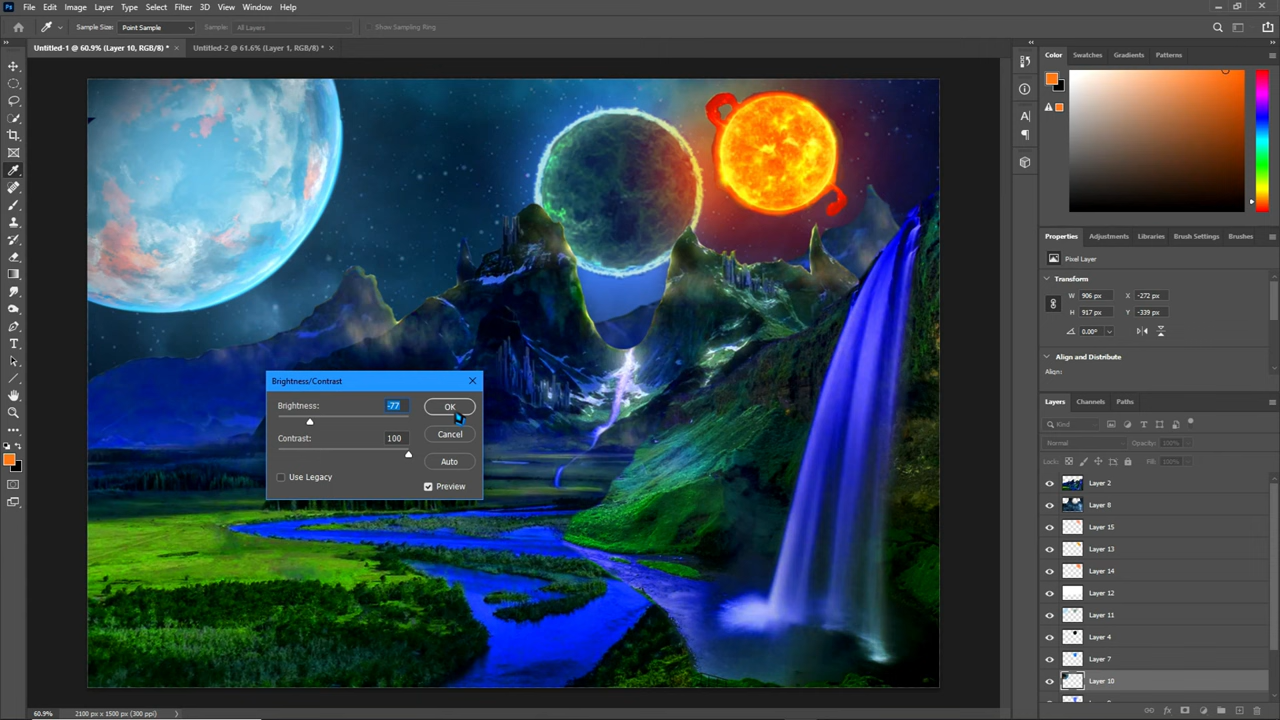 Ps File Edit Image Layer Type Select Filter 3D View Window Help
Sample Size: Point Sample Sample: All Layers Show Sampling Ring
Untitled-1 @ 60.9% (Layer 10, RGB/8) * × Untitled-2 @ 61.6% (Layer 1, RGB/8) * ×
Color Swatches Gradients Patterns
Properties Adjustments Libraries Brush Settings Brushes
Pixel Layer
Transform
W 906 px X -272 px
H 917 px Y -339 px
0.00°
Align and Distribute
Align:
Brightness/Contrast
Brightness: -77 OK
Cancel
Contrast: 100
Auto
Use Legacy
Preview
Layers Channels Paths
Kind
Normal Opacity: 100%
Lock: Fill: 100%
Layer 2
Layer 8
Layer 15
Layer 13
Layer 14
Layer 12
Layer 11
Layer 4
Layer 7
Layer 10
60.9% 2100 px x 1500 px (300 ppi)